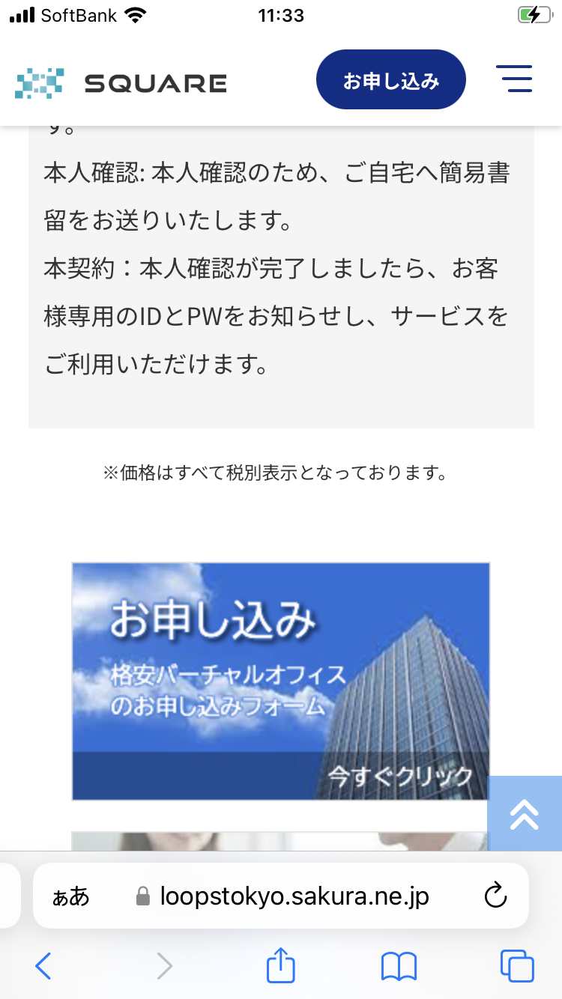 SoftBank 11:33
SQUARE お申し込み
す。
本人確認: 本人確認のため、ご自宅へ簡易書
留をお送りいたします。
本契約：本人確認が完了しましたら、お客
様専用のIDとPWをお知らせし、サービスを
ご利用いただけます。
※価格はすべて税別表示となっております。
お申し込み
格安バーチャルオフィス
のお申し込みフォーム
今すぐクリック
ぁあ loopstokyo.sakura.ne.jp